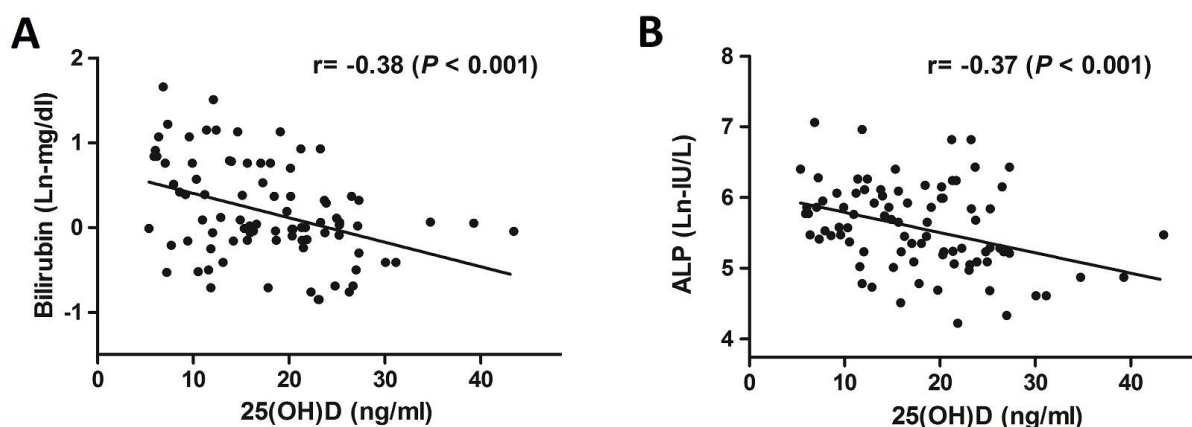 A
r= -0.38 (P < 0.001)
Bilirubin (Ln-mg/dl)
2
1
0
-1
0 10 20 30 40
25(OH)D (ng/ml)
B
r= -0.37 (P < 0.001)
ALP (Ln-IU/L)
8
7
6
5
4
0 10 20 30 40
25(OH)D (ng/ml)